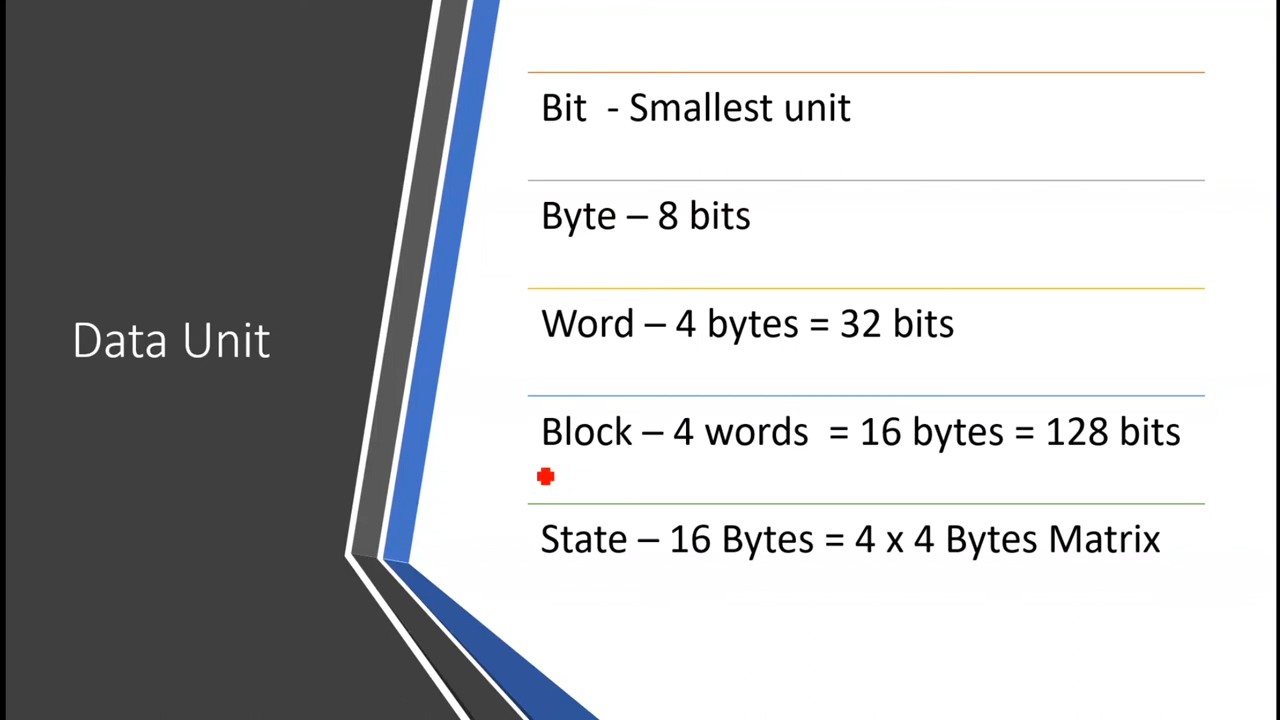 Data Unit
Bit - Smallest unit
Byte – 8 bits
Word – 4 bytes = 32 bits
Block – 4 words = 16 bytes = 128 bits
State – 16 Bytes = 4 x 4 Bytes Matrix